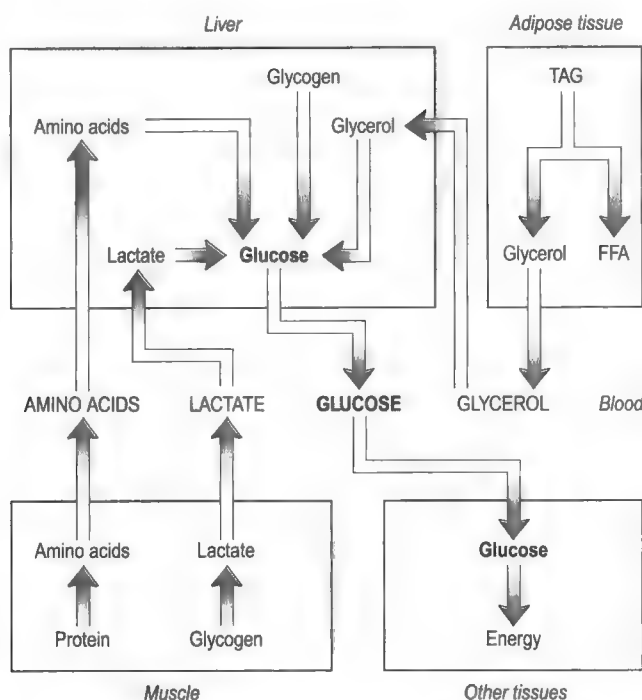 Liver
Adipose tissue
Glycogen
TAG
Amino acids
Glycerol
Lactate
Glucose
Glycerol
FFA
AMINO ACIDS
LACTATE
GLUCOSE
GLYCEROL
Blood
Amino acids
Lactate
Glucose
Protein
Glycogen
Energy
Muscle
Other tissues